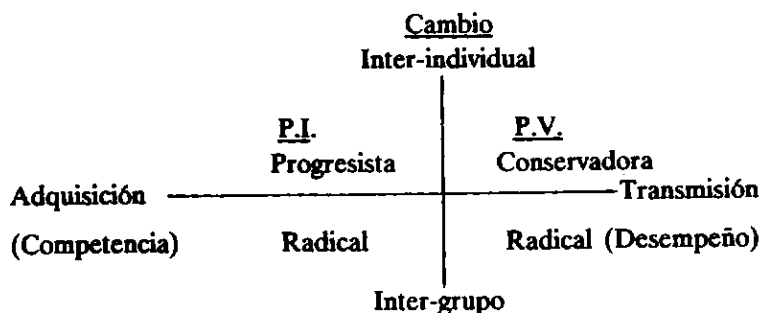 Cambio
Inter-individual
P.I. P.V.
Progresista Conservadora
Adquisición Transmisión
(Competencia) Radical Radical (Desempeño)
Inter-grupo